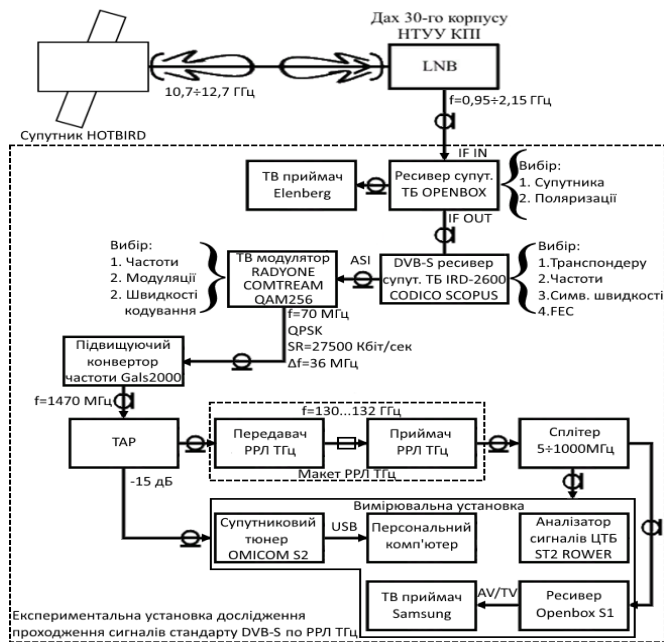 Дах 30-го корпусу
НТУУ КПІ
LNB
10,7÷12,7 ГГц
f=0,95÷2,15 ГГц
Супутник HOTBIRD
IF IN
ТВ приймач
Elenberg
Ресивер супут.
ТБ OPENBOX
Вибір:
1. Супутника
2. Поляризації
IF OUT
Вибір:
1. Частоти
2. Модуляції
2. Швидкості
кодування
ТВ модулятор
RADYONE
COMTREAM
QAM256
ASI
DVB-S ресивер
супут. ТБ IRD-2600
CODICO SCOPUS
Вибір:
1.Транспондеру
2.Частоти
3.Симв. швидкості
4.FEC
f=70 МГц
QPSK
SR=27500 Кбіт/сек
Δf=36 МГц
Підвищуючий
конвертор
частоти Gals2000
f=1470 МГц
f=130...132 ГГц
TAP
Передавач
РРЛ ТГц
Приймач
РРЛ ТГц
Макет РРЛ ТГц
Сплітер
5÷1000МГц
-15 дБ
Вимірювальна установка
Супутниковий
тюнер
OMICOM S2
USB
Персональний
комп'ютер
Аналізатор
сигналів ЦТБ
ST2 ROWER
ТВ приймач
Samsung
AV/TV
Ресивер
Openbox S1
Експериментальна установка дослідження
проходження сигналів стандарту DVB-S по РРЛ ТГц